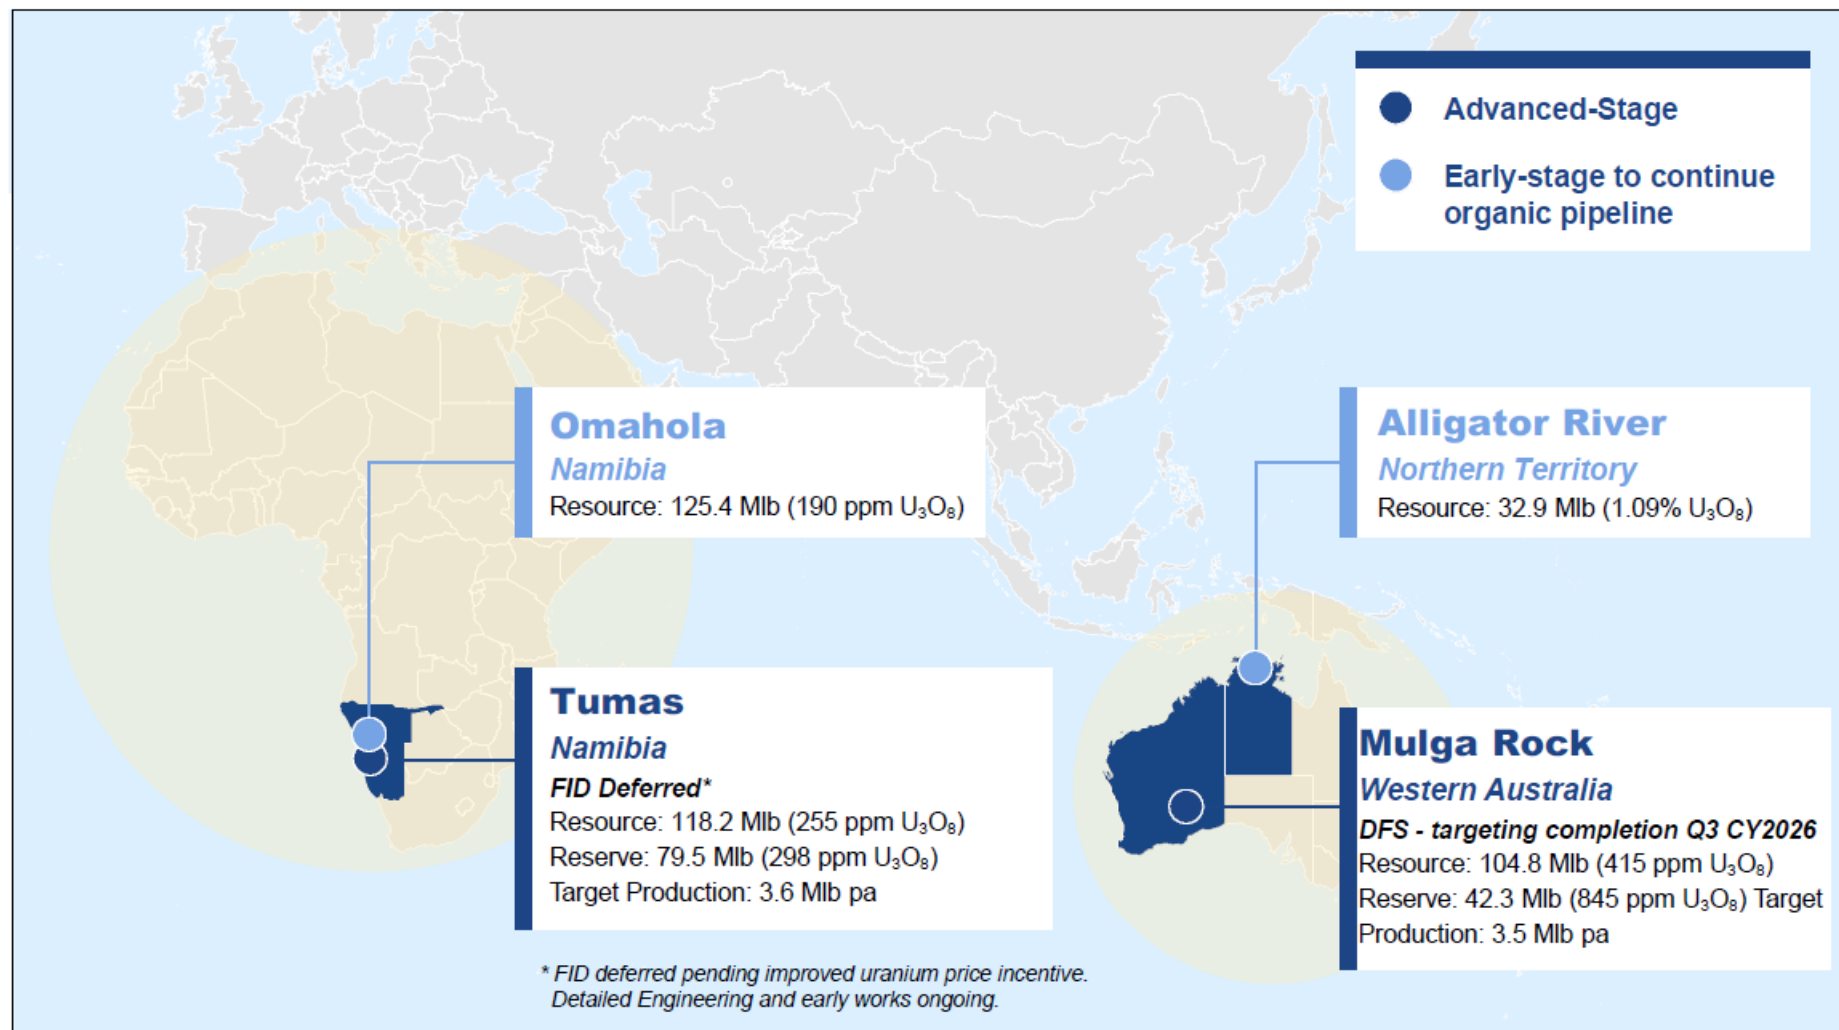 Advanced-Stage
Early-stage to continue
organic pipeline
Omahola
Namibia
Resource: 125.4 Mlb (190 ppm U₃O₈)
Alligator River
Northern Territory
Resource: 32.9 Mlb (1.09% U₃O₈)
Tumas
Namibia
FID Deferred*
Resource: 118.2 Mlb (255 ppm U₃O₈)
Reserve: 79.5 Mlb (298 ppm U₃O₈)
Target Production: 3.6 Mlb pa
Mulga Rock
Western Australia
DFS - targeting completion Q3 CY2026
Resource: 104.8 Mlb (415 ppm U₃O₈)
Reserve: 42.3 Mlb (845 ppm U₃O₈) Target
Production: 3.5 Mlb pa
* FID deferred pending improved uranium price incentive.
Detailed Engineering and early works ongoing.